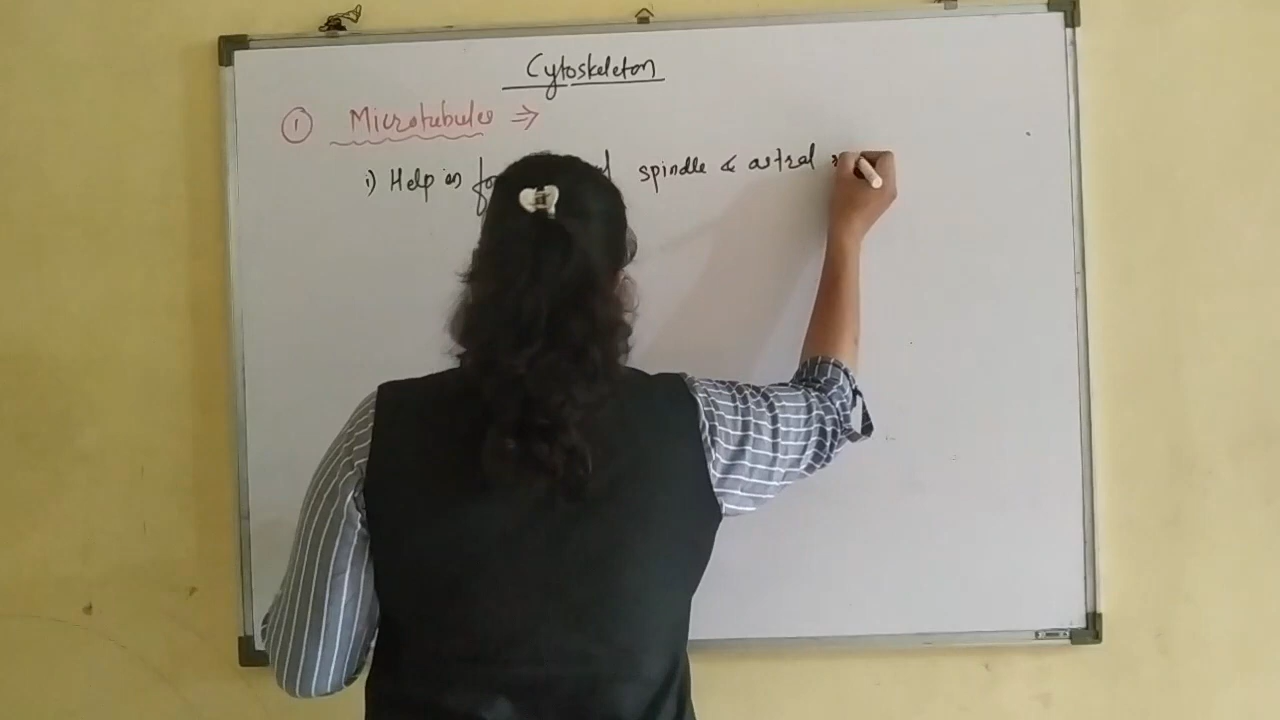 Cytoskeleton
① Microtubules ⇒
i) Help in spindle & astral